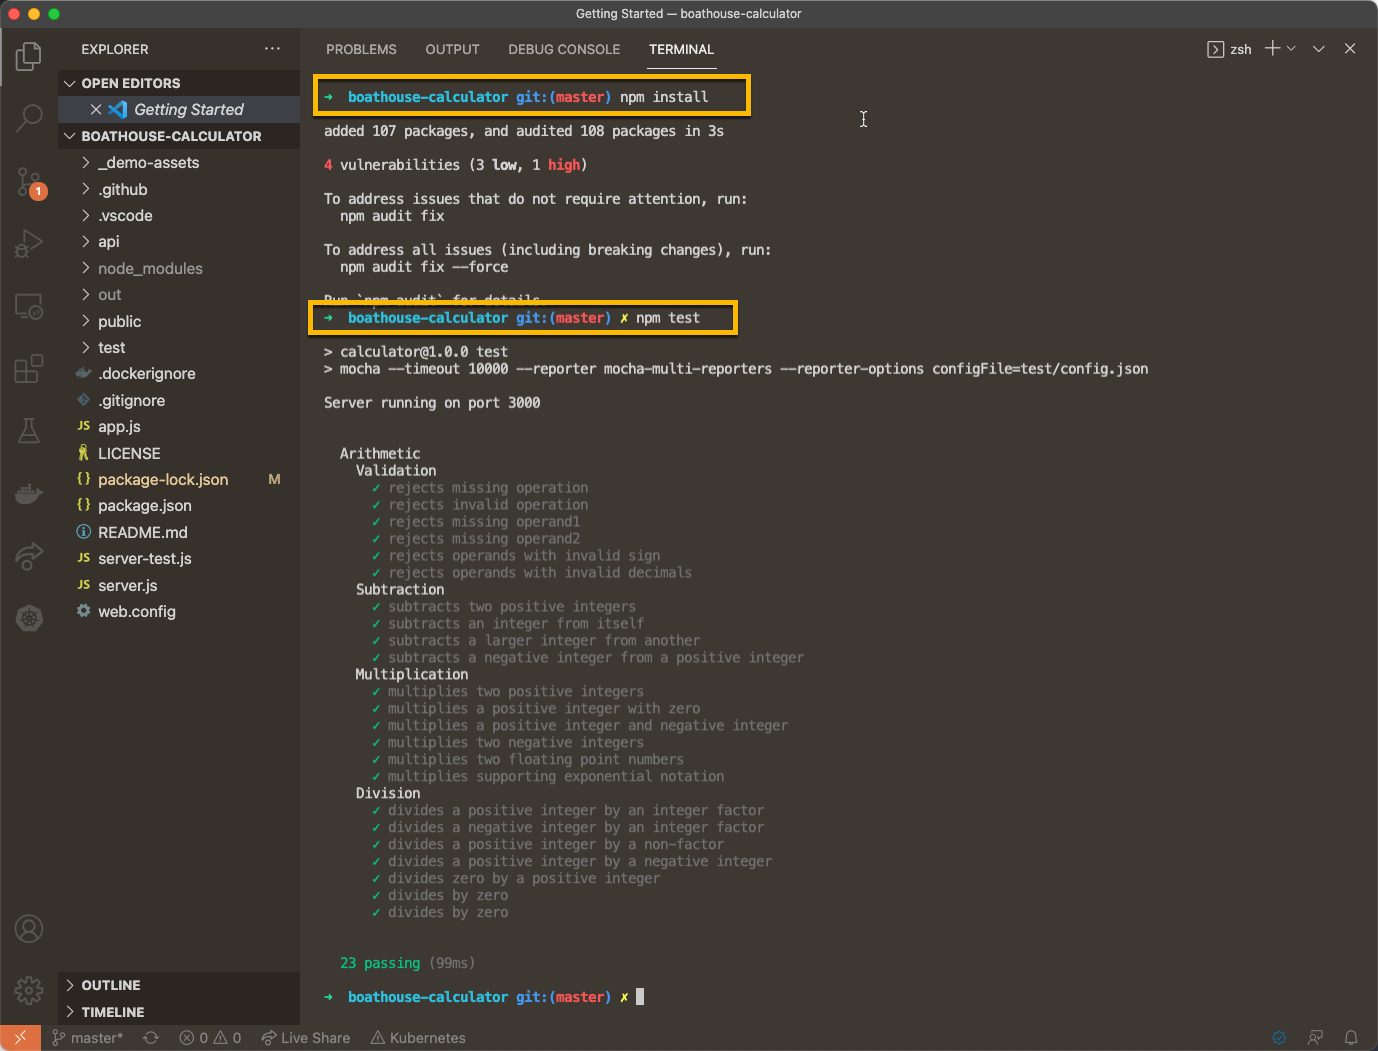 Getting Started — boathouse-calculator
EXPLORER
OPEN EDITORS
Getting Started
BOATHOUSE-CALCULATOR
_demo-assets
.github
.vscode
api
node_modules
out
public
test
.dockerignore
.gitignore
JS app.js
LICENSE
{} package-lock.json M
{} package.json
README.md
JS server-test.js
JS server.js
web.config
OUTLINE
TIMELINE
1
PROBLEMS OUTPUT DEBUG CONSOLE TERMINAL
zsh
➜ boathouse-calculator git:(master) npm install
added 107 packages, and audited 108 packages in 3s
4 vulnerabilities (3 low, 1 high)
To address issues that do not require attention, run:
npm audit fix
To address all issues (including breaking changes), run:
npm audit fix --force
Run `npm audit` for details.
➜ boathouse-calculator git:(master) ✗ npm test
> calculator@1.0.0 test
> mocha --timeout 10000 --reporter mocha-multi-reporters --reporter-options configFile=test/config.json
Server running on port 3000
Arithmetic
Validation
✓ rejects missing operation
✓ rejects invalid operation
✓ rejects missing operand1
✓ rejects missing operand2
✓ rejects operands with invalid sign
✓ rejects operands with invalid decimals
Subtraction
✓ subtracts two positive integers
✓ subtracts an integer from itself
✓ subtracts a larger integer from another
✓ subtracts a negative integer from a positive integer
Multiplication
✓ multiplies two positive integers
✓ multiplies a positive integer with zero
✓ multiplies a positive integer and negative integer
✓ multiplies two negative integers
✓ multiplies two floating point numbers
✓ multiplies supporting exponential notation
Division
✓ divides a positive integer by an integer factor
✓ divides a negative integer by an integer factor
✓ divides a positive integer by a non-factor
✓ divides a positive integer by a negative integer
✓ divides zero by a positive integer
✓ divides by zero
✓ divides by zero
23 passing (99ms)
➜ boathouse-calculator git:(master) ✗
master* 0 0 Live Share Kubernetes